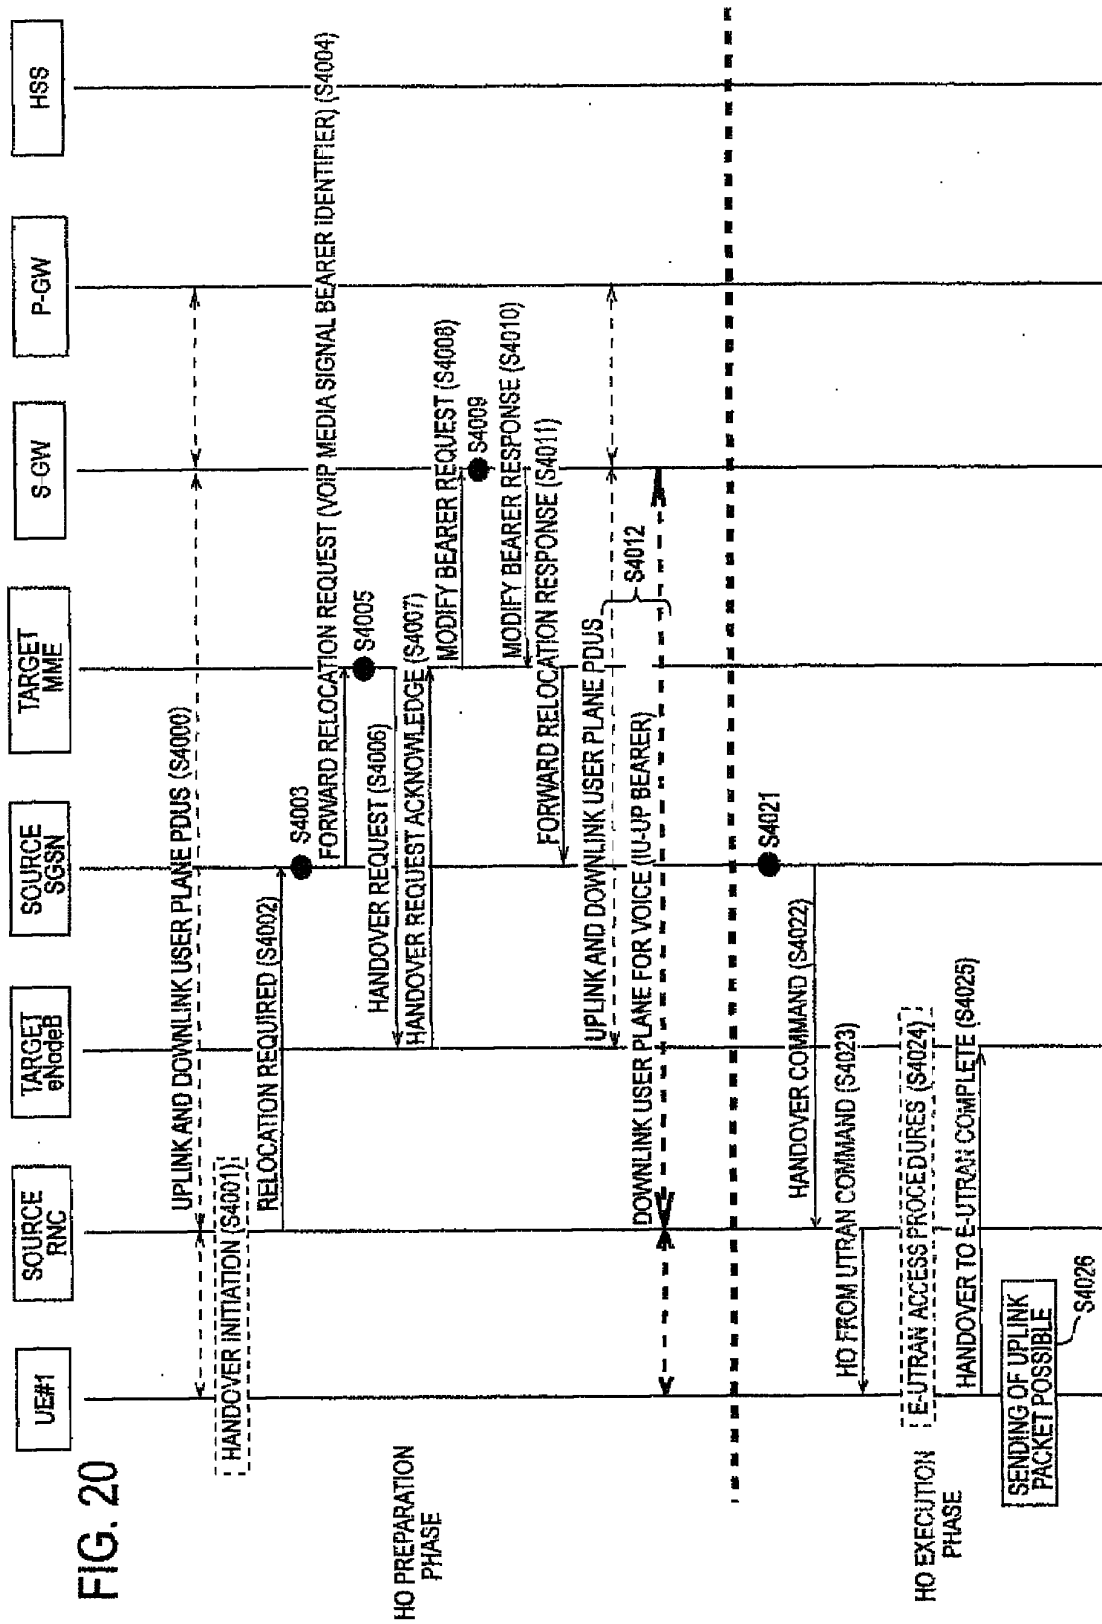 FIG. 20
UE#1
SOURCE
RNC
TARGET
eNodeB
SOURCE
SGSN
TARGET
MME
S-GW
P-GW
HSS
HO PREPARATION
PHASE
UPLINK AND DOWNLINK USER PLANE PDUS (S4000)
HANDOVER INITIATION (S4001)
RELOCATION REQUIRED (S4002)
S4003
FORWARD RELOCATION REQUEST (VOIP MEDIA SIGNAL BEARER IDENTIFIER) (S4004)
S4005
HANDOVER REQUEST (S4006)
HANDOVER REQUEST ACKNOWLEDGE (S4007)
MODIFY BEARER REQUEST (S4008)
S4009
MODIFY BEARER RESPONSE (S4010)
FORWARD RELOCATION RESPONSE (S4011)
UPLINK AND DOWNLINK USER PLANE PDUS
S4012
DOWNLINK USER PLANE FOR VOICE (IU-UP BEARER)
HO EXECUTION
PHASE
S4021
HANDOVER COMMAND (S4022)
HO FROM UTRAN COMMAND (S4023)
E-UTRAN ACCESS PROCEDURES (S4024)
HANDOVER TO E-UTRAN COMPLETE (S4025)
SENDING OF UPLINK
PACKET POSSIBLE
S4026